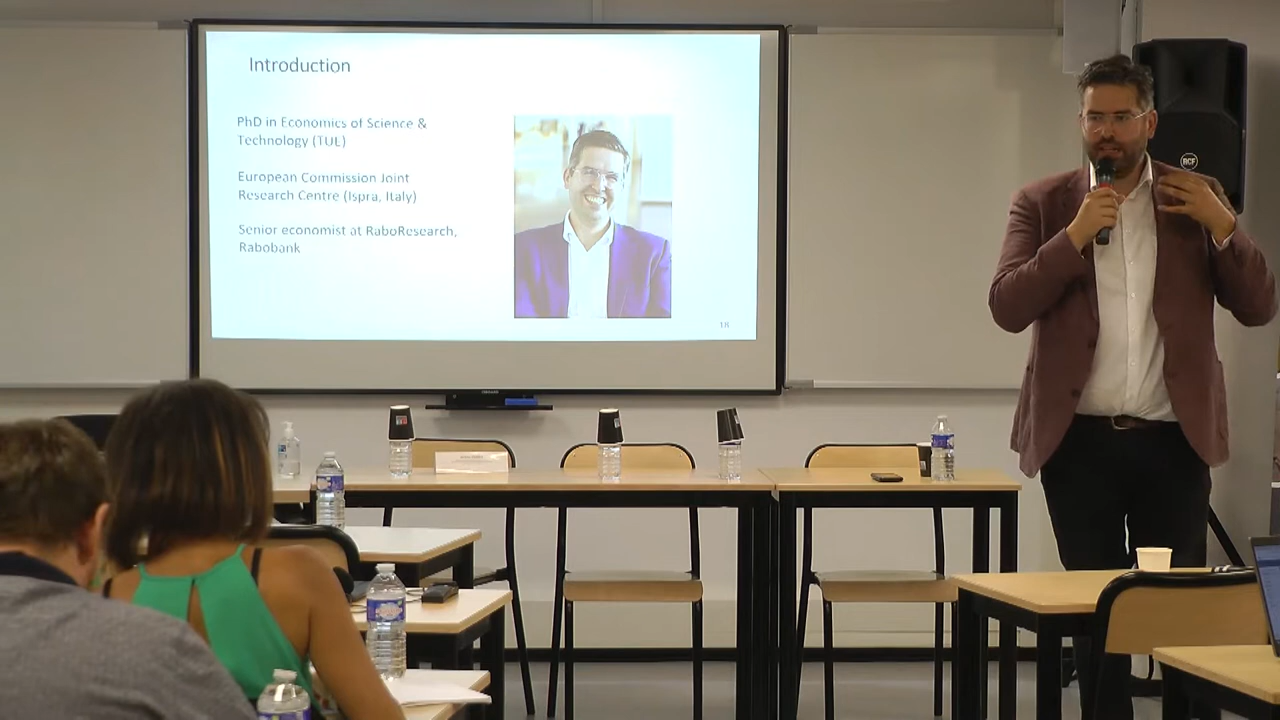 Introduction
PhD in Economics of Science &
Technology (TUE)
European Commission Joint
Research Centre (Ispra, Italy)
Senior economist at RaboResearch,
Rabobank
18
RCF